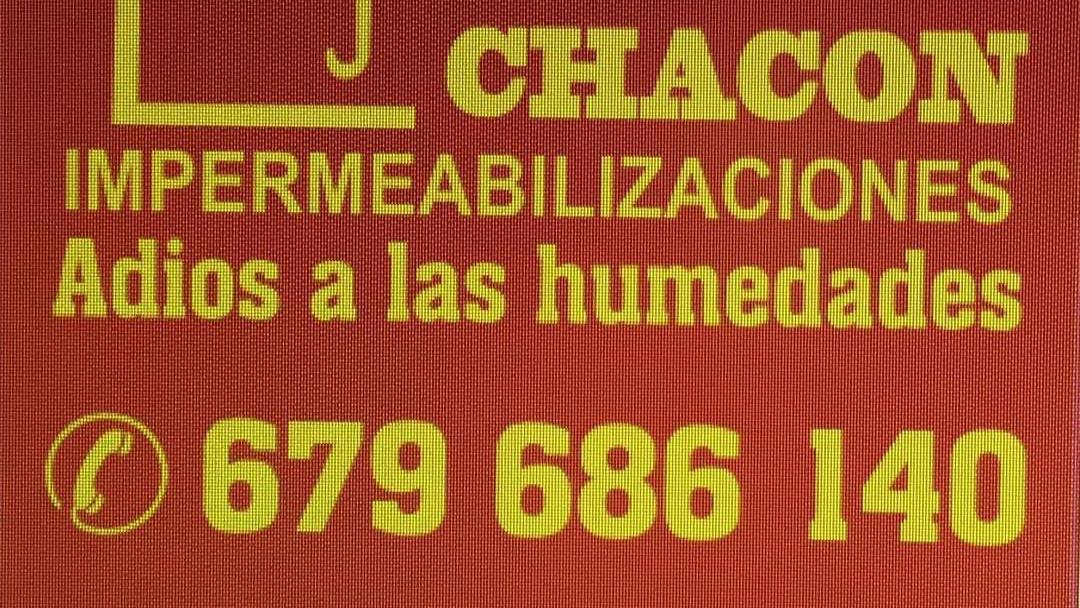 J CHACON
IMPERMEABILIZACIONES
Adios a las humedades
679 686 140